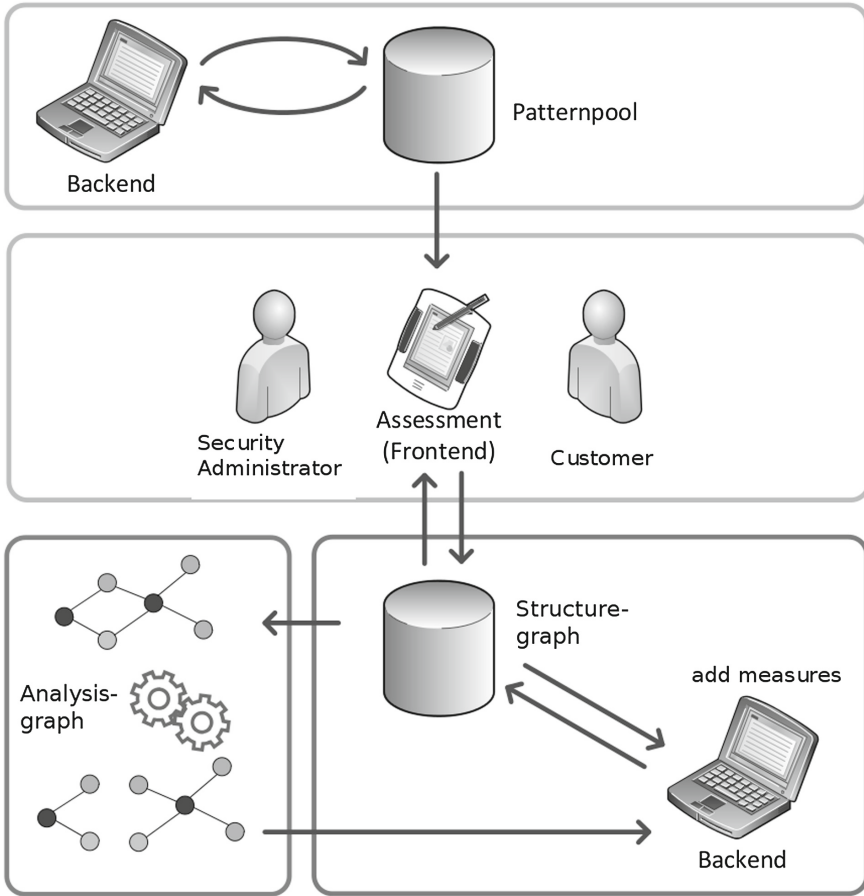 Patternpool
Backend
Security
Administrator
Assessment
(Frontend)
Customer
Structure-
graph
Analysis-
graph
add measures
Backend